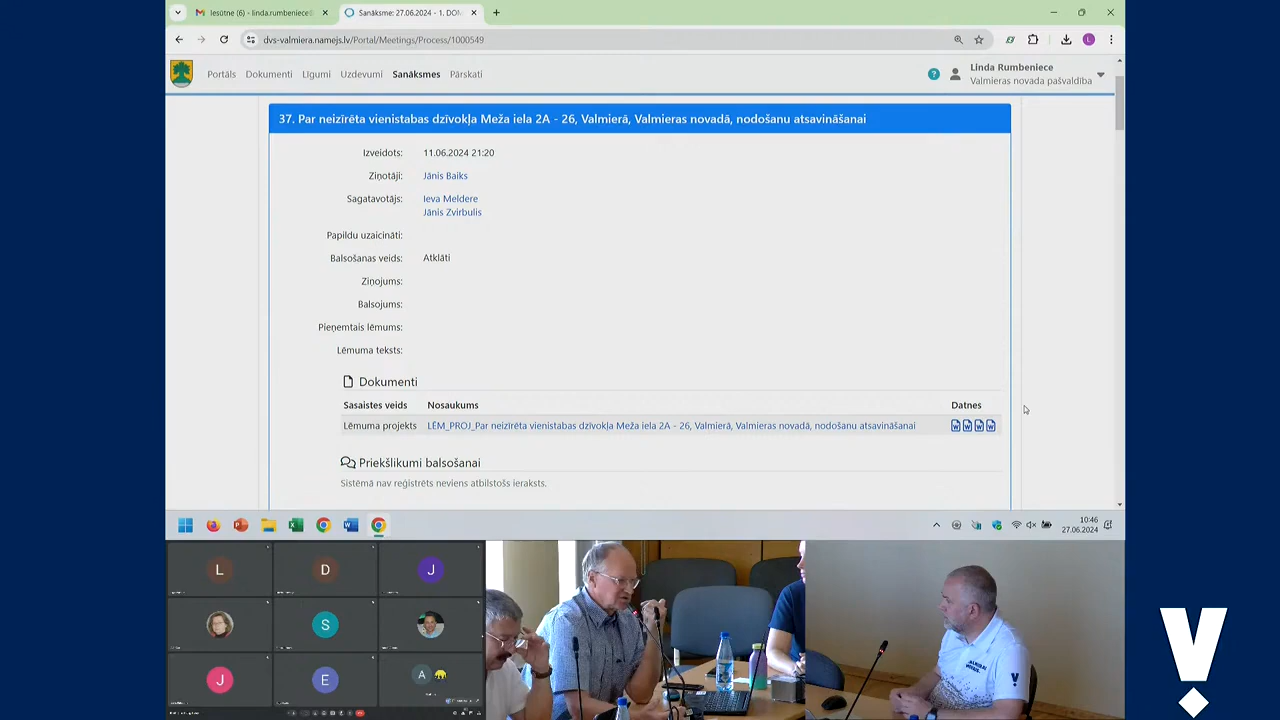 Iesūtne (6) - linda.rumbeniece
Sanāksme: 27.06.2024 - 1. DOM
dvs-valmiera.namejs.lv/Portal/Meetings/Process/1000549
Portāls Dokumenti Līgumi Uzdevumi Sanāksmes Pārskati
Linda Rumbeniece
Valmieras novada pašvaldība
37. Par neizīrēta vienistabas dzīvokļa Meža iela 2A - 26, Valmierā, Valmieras novadā, nodošanu atsavināšanai
Izveidots: 11.06.2024 21:20
Ziņotāji: Jānis Baiks
Sagatavotājs: Ieva Meldere
Jānis Zvirbulis
Papildu uzaicināti:
Balsošanas veids: Atklāti
Ziņojums:
Balsojums:
Pieņemtais lēmums:
Lēmuma teksts:
Dokumenti
Sasaistes veids Nosaukums Datnes
Lēmuma projekts LĒM_PROJ_Par neizīrēta vienistabas dzīvokļa Meža iela 2A - 26, Valmierā, Valmieras novadā, nodošanu atsavināšanai
Priekšlikumi balsošanai
Sistēmā nav reģistrēts neviens atbilstošs ieraksts.
10:46
27.06.2024
L D J
S
J E A